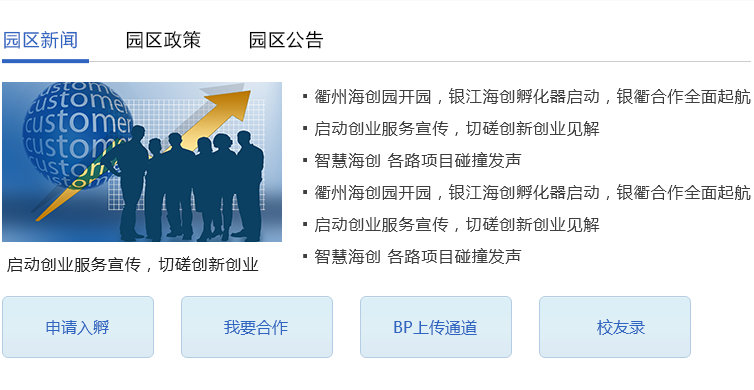 园区新闻 园区政策 园区公告
customer
customer
customer
customer
customer
启动创业服务宣传，切磋创新创业
▪ 衢州海创园开园，银江海创孵化器启动，银衢合作全面起航
▪ 启动创业服务宣传，切磋创新创业见解
▪ 智慧海创 各路项目碰撞发声
▪ 衢州海创园开园，银江海创孵化器启动，银衢合作全面起航
▪ 启动创业服务宣传，切磋创新创业见解
▪ 智慧海创 各路项目碰撞发声
申请入孵 我要合作 BP上传通道 校友录